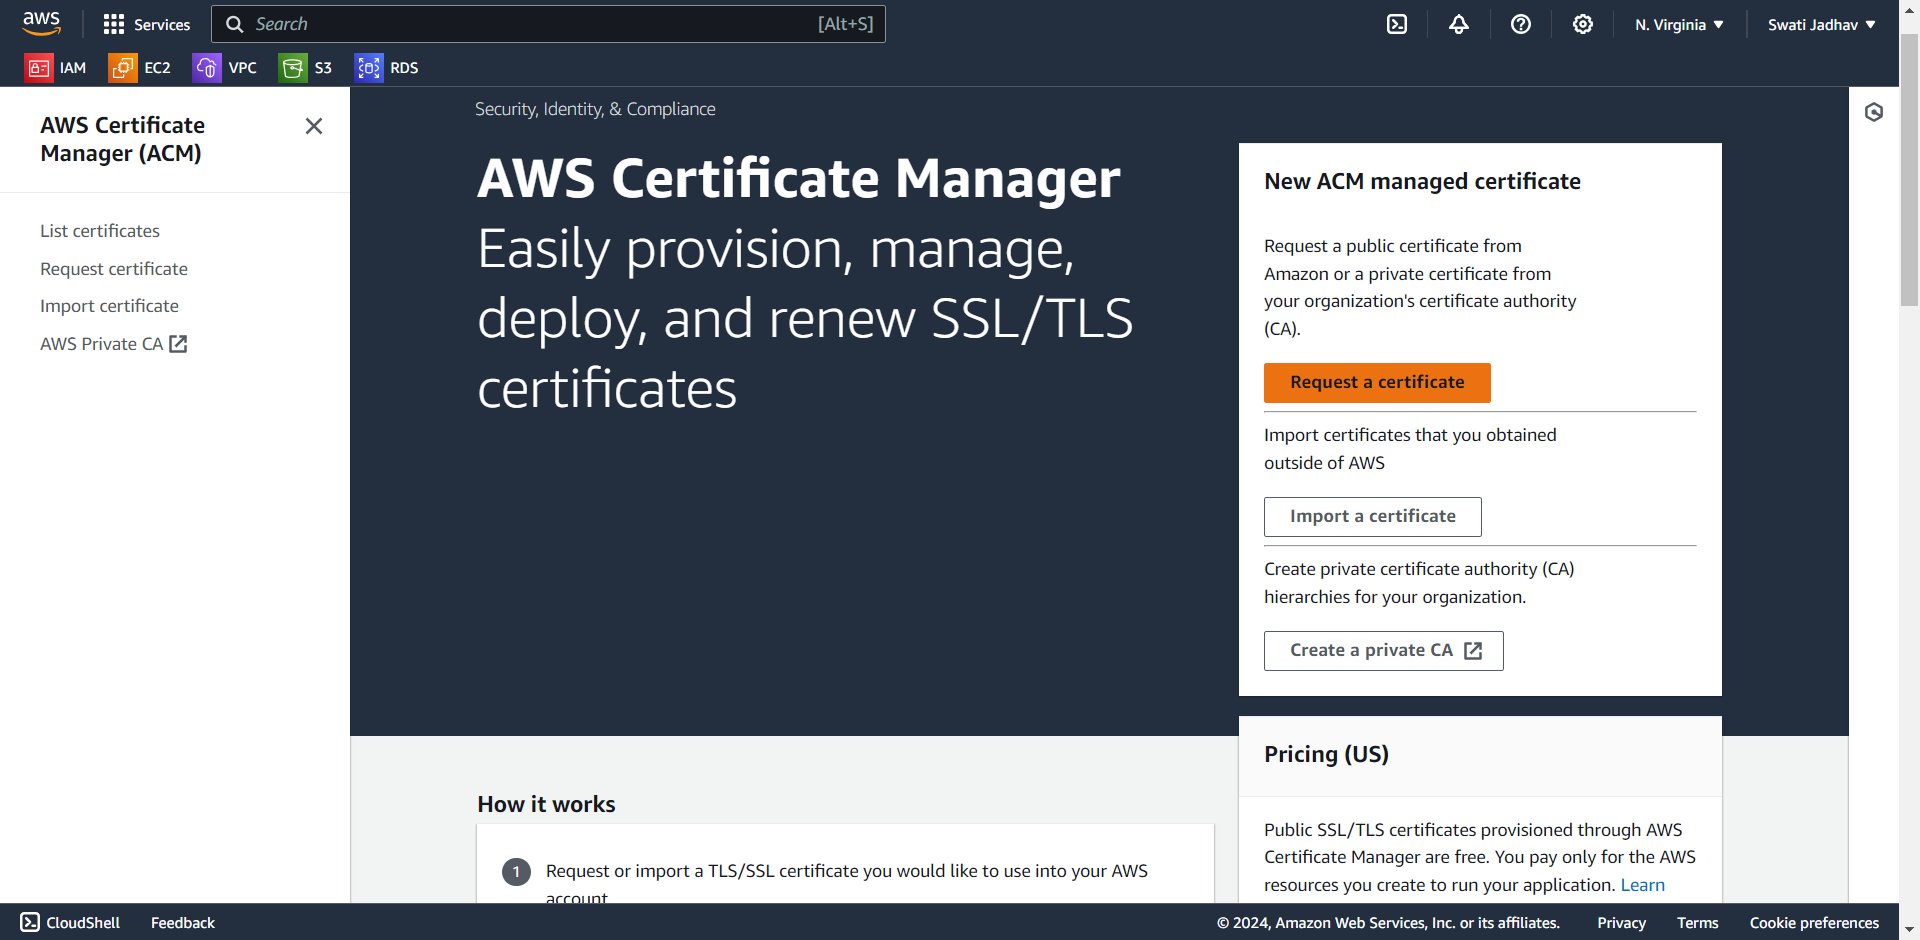 aws
Services
Search
[Alt+S]
N. Virginia
Swati Jadhav
IAM
EC2
VPC
S3
RDS
AWS Certificate
Manager (ACM)
List certificates
Request certificate
Import certificate
AWS Private CA
Security, Identity, & Compliance
AWS Certificate Manager
Easily provision, manage,
deploy, and renew SSL/TLS
certificates
New ACM managed certificate
Request a public certificate from
Amazon or a private certificate from
your organization's certificate authority
(CA).
Request a certificate
Import certificates that you obtained
outside of AWS
Import a certificate
Create private certificate authority (CA)
hierarchies for your organization.
Create a private CA
Pricing (US)
Public SSL/TLS certificates provisioned through AWS
Certificate Manager are free. You pay only for the AWS
resources you create to run your application. Learn
How it works
1
Request or import a TLS/SSL certificate you would like to use into your AWS
account
CloudShell
Feedback
© 2024, Amazon Web Services, Inc. or its affiliates.
Privacy
Terms
Cookie preferences